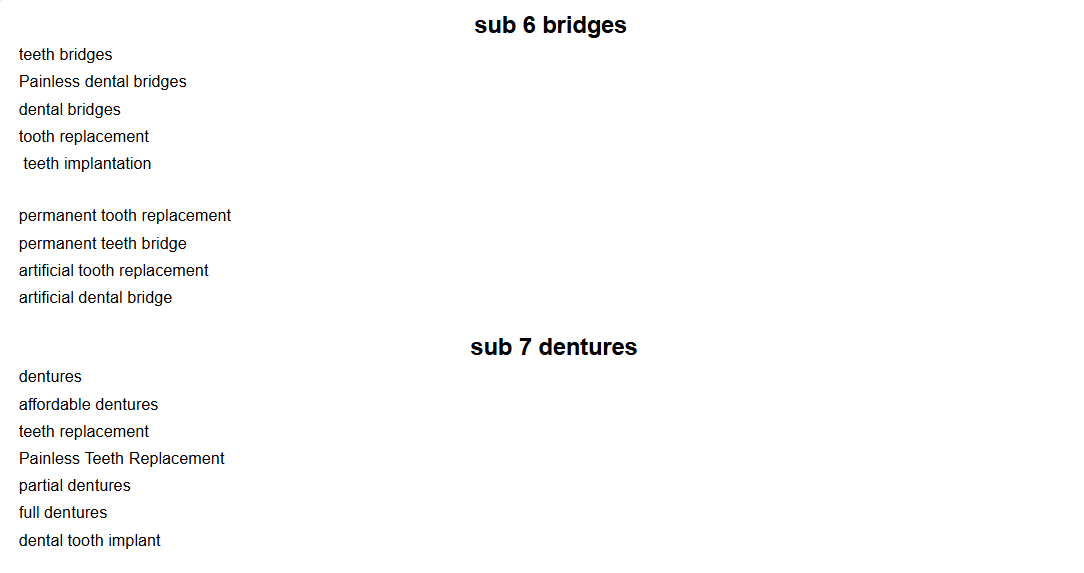 sub 6 bridges
teeth bridges
Painless dental bridges
dental bridges
tooth replacement
teeth implantation
permanent tooth replacement
permanent teeth bridge
artificial tooth replacement
artificial dental bridge
sub 7 dentures
dentures
affordable dentures
teeth replacement
Painless Teeth Replacement
partial dentures
full dentures
dental tooth implant